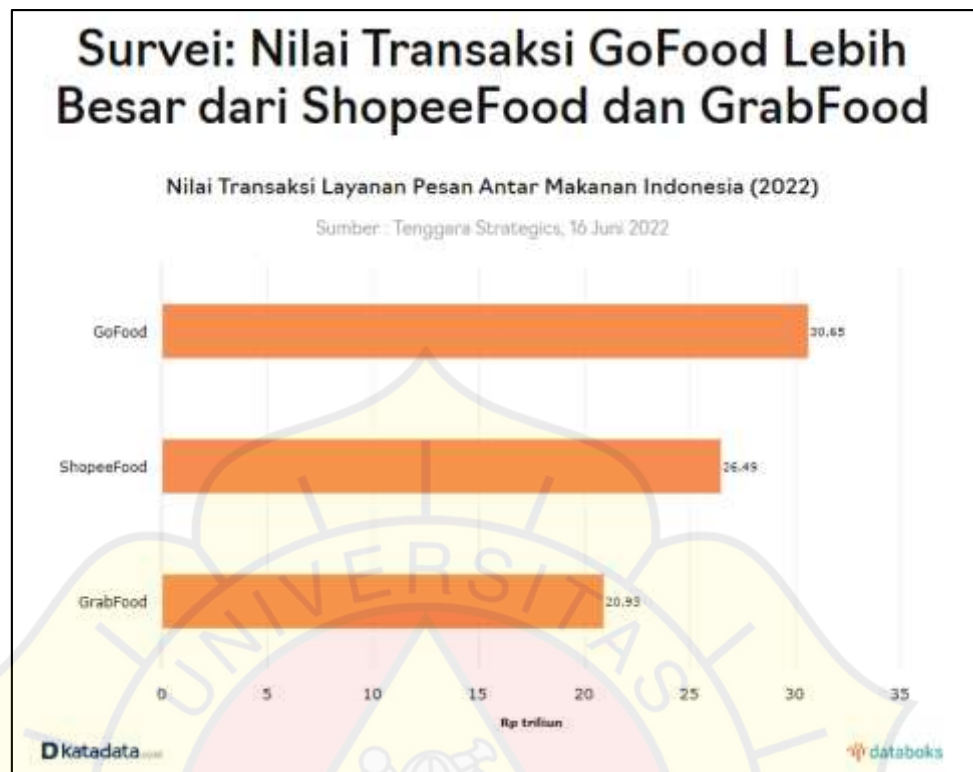 Survei: Nilai Transaksi GoFood Lebih
Besar dari ShopeeFood dan GrabFood
Nilai Transaksi Layanan Pesan Antar Makanan Indonesia (2022)
Sumber : Tenggara Strategics, 16 Juni 2022
GoFood 30.65
ShopeeFood 26.49
GrabFood 20.93
0 5 10 15 20 25 30 35
Rp triliun
UNIVERSITAS
katadata
databoks